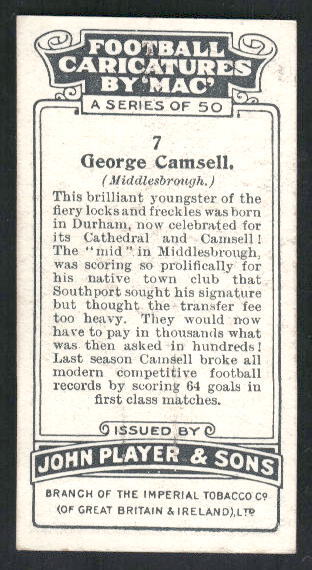 FOOTBALL
CARICATURES
BY 'MAC'
A SERIES OF 50
7
George Camsell.
(Middlesbrough.)
This brilliant youngster of the
fiery locks and freckles was born
in Durham, now celebrated for
its Cathedral and Camsell!
The "mid" in Middlesbrough,
was scoring so prolifically for
his native town club that
Southport sought his signature
but thought the transfer fee
too heavy. They would now
have to pay in thousands what
was then asked in hundreds!
Last season Camsell broke all
modern competitive football
records by scoring 64 goals in
first class matches.
ISSUED BY
JOHN PLAYER & SONS
BRANCH OF THE IMPERIAL TOBACCO Co
(OF GREAT BRITAIN & IRELAND), LTD